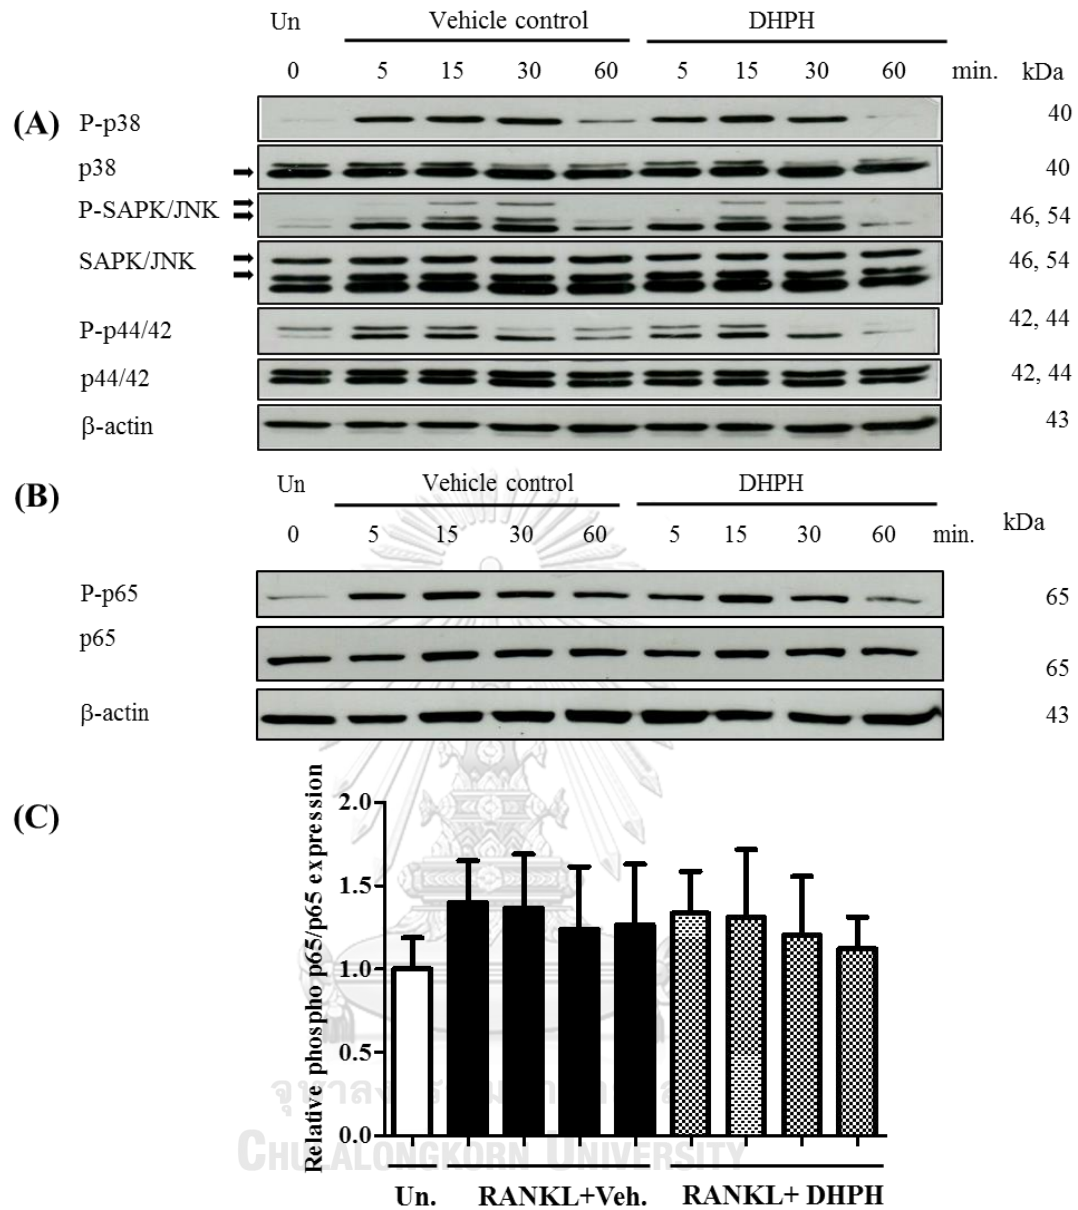 Un Vehicle control DHPH
0 5 15 30 60 5 15 30 60 min. kDa
(A) P-p38 40
p38 40
P-SAPK/JNK 46, 54
SAPK/JNK 46, 54
P-p44/42 42, 44
p44/42 42, 44
β-actin 43
(B) Un Vehicle control DHPH
0 5 15 30 60 5 15 30 60 min. kDa
P-p65 65
p65 65
β-actin 43
(C)
Relative phospho p65/p65 expression
2.0
1.5
1.0
0.5
0.0
CHULALONGKORN UNIVERSITY
Un. RANKL+Veh. RANKL+ DHPH